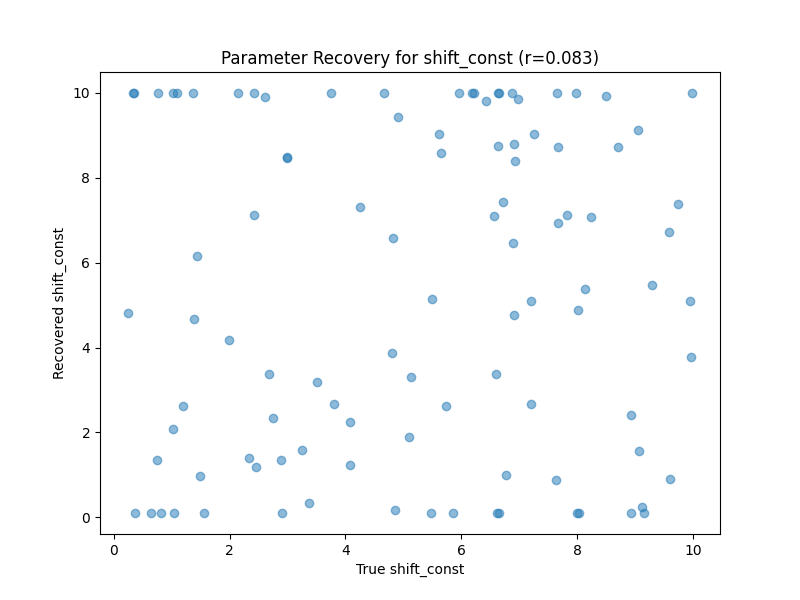 Parameter Recovery for shift_const (r=0.083)
10
8
6
4
2
0
Recovered shift_const
0 2 4 6 8 10
True shift_const